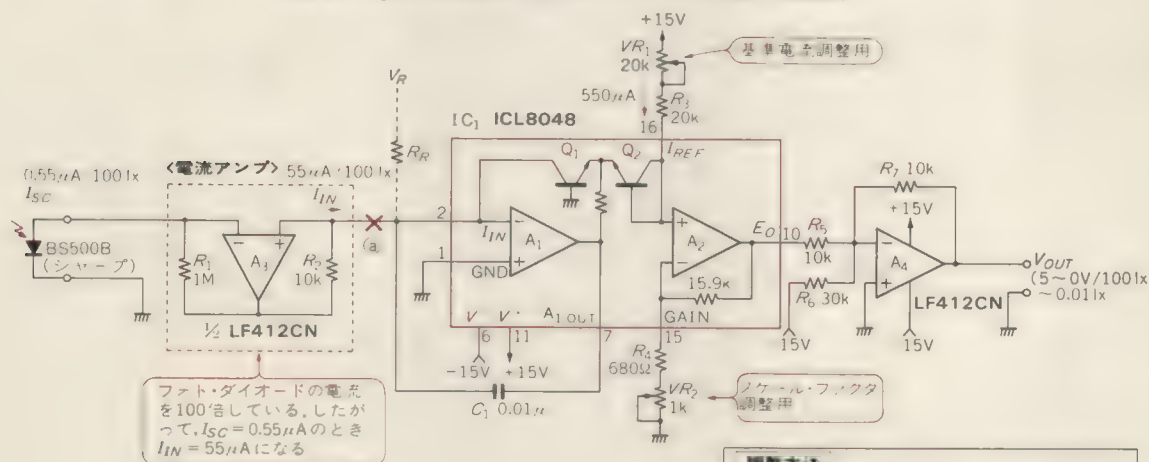 +15V
VR1
20k
基準電流調整用
VR
550μA
R3
20k
16
IC1 ICL8048
RR
Q1
Q2
IREF
0.55μA 100lx
ISC
〈電流アンプ〉
55μA/100lx
IIN
(a)
BS500B
(シャープ)
R1
1M
A3
R2
10k
½ LF412CN
2
IIN
A1
1
GND
A2
EO
10
15.9k
A1 OUT
GAIN
V
V+
6
11
7
15
-15V
+15V
C1 0.01μ
R4
680Ω
VR2
1k
スケール・ファクタ
調整用
R5
10k
R6 30k
15V
R7 10k
+15V
A4
LF412CN
15V
VOUT
(5~0V/100lx
~0.01lx
フォト・ダイオードの電流
を100倍している.したが
って,ISC=0.55μAのとき
IIN=55μAになる